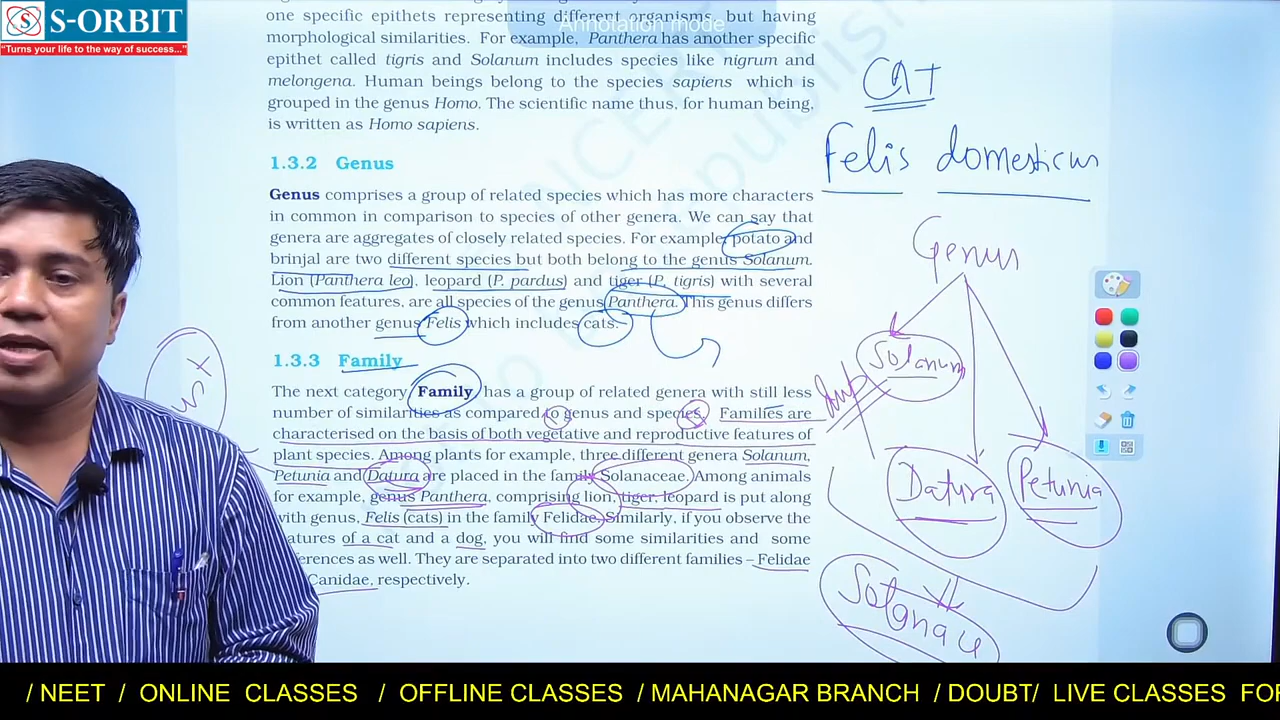 S-ORBIT
"Turns your life to the way of success..."
Annotation mode
one specific epithets representing different organisms, but having
morphological similarities. For example, Panthera has another specific
epithet called tigris and Solanum includes species like nigrum and
melongena. Human beings belong to the species sapiens which is
grouped in the genus Homo. The scientific name thus, for human being,
is written as Homo sapiens.
1.3.2 Genus
Genus comprises a group of related species which has more characters
in common in comparison to species of other genera. We can say that
genera are aggregates of closely related species. For example, potato and
brinjal are two different species but both belong to the genus Solanum.
Lion (Panthera leo), leopard (P. pardus) and tiger (P. tigris) with several
common features, are all species of the genus Panthera. This genus differs
from another genus Felis which includes cats.
1.3.3 Family
The next category, Family, has a group of related genera with still less
number of similarities as compared to genus and species. Families are
characterised on the basis of both vegetative and reproductive features of
plant species. Among plants for example, three different genera Solanum,
Petunia and Datura are placed in the family Solanaceae. Among animals
for example, genus Panthera, comprising lion, tiger, leopard is put along
with genus, Felis (cats) in the family Felidae. Similarly, if you observe the
features of a cat and a dog, you will find some similarities and some
differences as well. They are separated into two different families – Felidae
Canidae, respectively.
CAT
Felis domesticus
Genus
Solanum
Imp
Datura
Petunia
/ NEET / ONLINE CLASSES / OFFLINE CLASSES / MAHANAGAR BRANCH / DOUBT/ LIVE CLASSES FOR